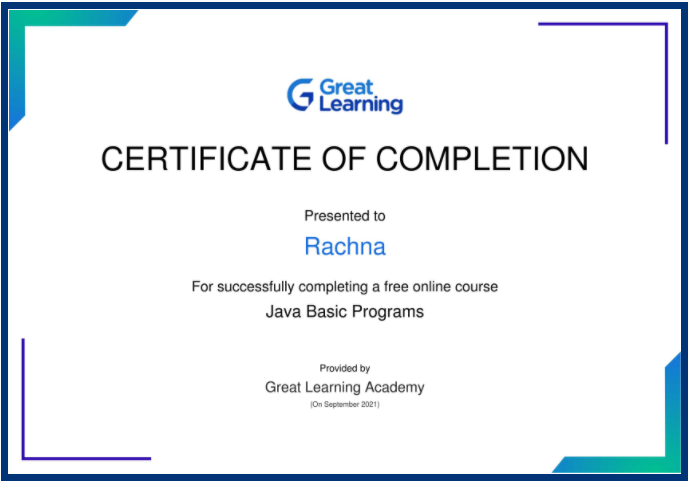 Great
Learning
CERTIFICATE OF COMPLETION
Presented to
Rachna
For successfully completing a free online course
Java Basic Programs
Provided by
Great Learning Academy
(On September 2021)